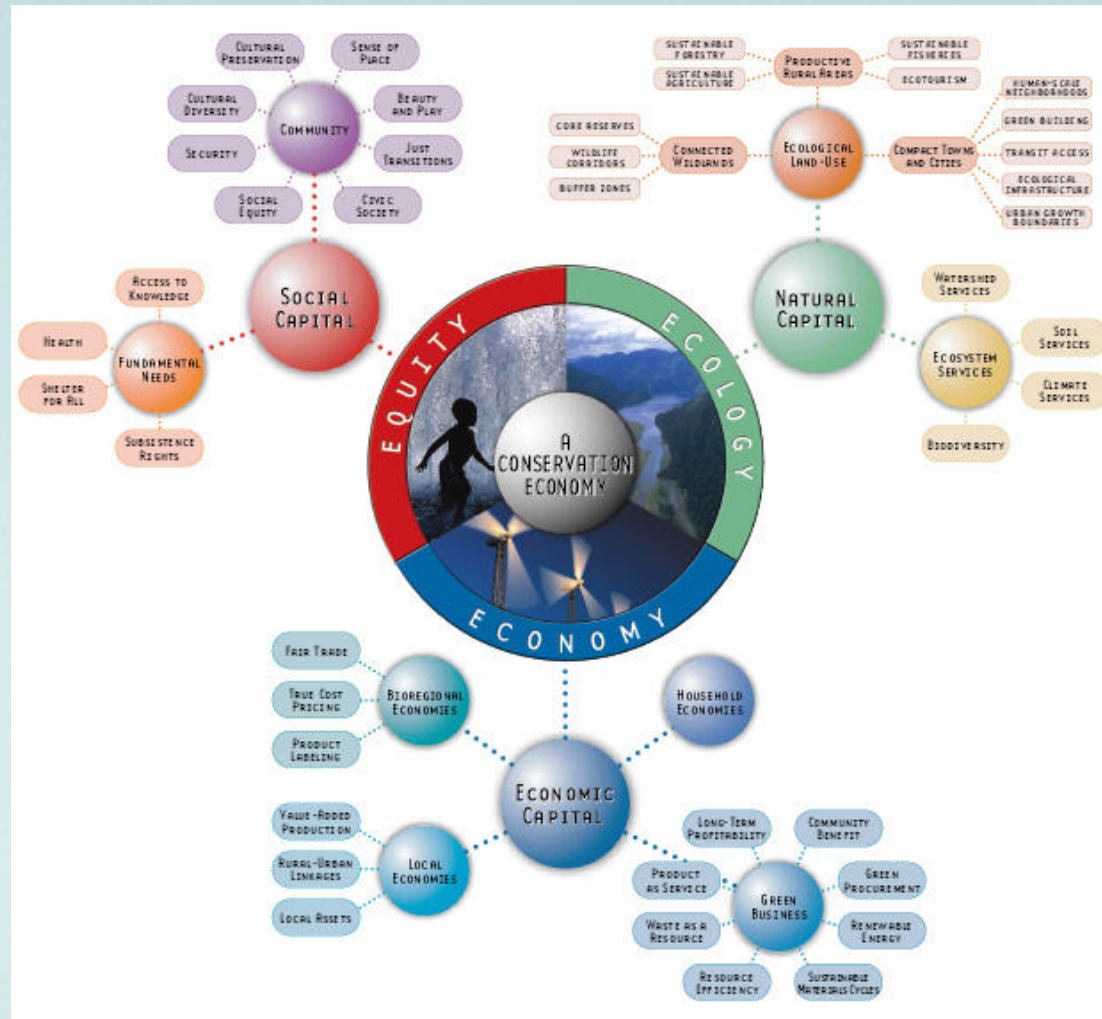 CULTURAL
PRESERVATION
SENSE OF
PLACE
CULTURAL
DIVERSITY
BEAUTY
AND PLAY
COMMUNITY
SECURITY
JUST
TRANSITIONS
SOCIAL
EQUITY
CIVIC
SOCIETY
SOCIAL
CAPITAL
ACCESS TO
KNOWLEDGE
HEALTH
FUNDAMENTAL
NEEDS
SHELTER
FOR ALL
SUBSISTENCE
RIGHTS
SUSTAINABLE
FORESTRY
PRODUCTIVE
RURAL AREAS
SUSTAINABLE
FISHERIES
SUSTAINABLE
AGRICULTURE
ECOTOURISM
CORE RESERVES
WILDLIFE
CORRIDORS
BUFFER ZONES
CONNECTED
WILDLANDS
ECOLOGICAL
LAND-USE
COMPACT TOWNS
AND CITIES
HUMAN-SCALE
NEIGHBORHOODS
GREEN BUILDING
TRANSIT ACCESS
ECOLOGICAL
INFRASTRUCTURE
URBAN GROWTH
BOUNDARIES
NATURAL
CAPITAL
WATERSHED
SERVICES
SOIL
SERVICES
ECOSYSTEM
SERVICES
CLIMATE
SERVICES
BIODIVERSITY
EQUITY
ECOLOGY
ECONOMY
A
CONSERVATION
ECONOMY
FAIR TRADE
TRUE COST
PRICING
PRODUCT
LABELING
BIOREGIONAL
ECONOMIES
HOUSEHOLD
ECONOMIES
ECONOMIC
CAPITAL
VALUE-ADDED
PRODUCTION
RURAL-URBAN
LINKAGES
LOCAL ASSETS
LOCAL
ECONOMIES
LONG-TERM
PROFITABILITY
COMMUNITY
BENEFIT
PRODUCT
AS SERVICE
GREEN
PROCUREMENT
GREEN
BUSINESS
WASTE AS A
RESOURCE
RENEWABLE
ENERGY
RESOURCE
EFFICIENCY
SUSTAINABLE
MATERIALS CYCLES